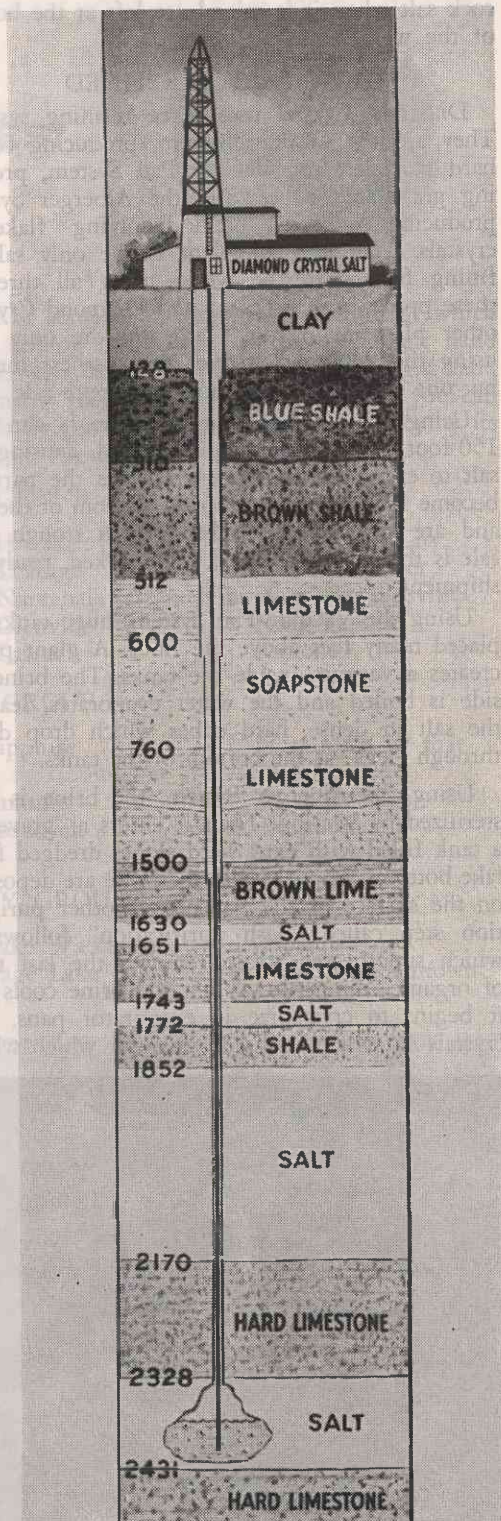 DIAMOND CRYSTAL SALT
CLAY
128
BLUE SHALE
310
BROWN SHALE
512
LIMESTONE
600
SOAPSTONE
760
LIMESTONE
1500
BROWN LIME
1630
SALT
1651
LIMESTONE
1743
SALT
1772
SHALE
1852
SALT
2170
HARD LIMESTONE
2328
SALT
2431
HARD LIMESTONE